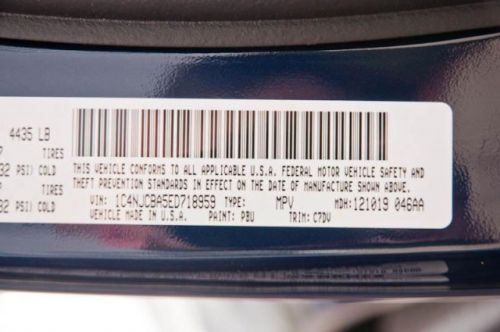 4435 LB
TIRES
PSI) COLD
TIRES
PSI) COLD
THIS VEHICLE CONFORMS TO ALL APPLICABLE U.S.A. FEDERAL MOTOR VEHICLE SAFETY AND
THEFT PREVENTION STANDARDS IN EFFECT ON THE DATE OF MANUFACTURE SHOWN ABOVE.
VIN: 1C4NJCBA5ED718959 TYPE: MPV MDH: 121019 046AA
VEHICLE MADE IN U.S.A. PAINT: PBU TRIM: C7DV